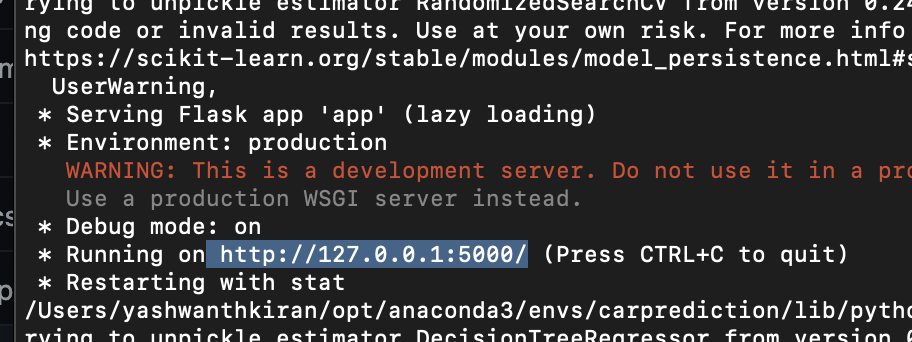 rying to unpickle estimator RandomizedSearchCV from version 0.24
ng code or invalid results. Use at your own risk. For more info
https://scikit-learn.org/stable/modules/model_persistence.html#s
UserWarning,
* Serving Flask app 'app' (lazy loading)
* Environment: production
WARNING: This is a development server. Do not use it in a pro
Use a production WSGI server instead.
* Debug mode: on
* Running on http://127.0.0.1:5000/ (Press CTRL+C to quit)
* Restarting with stat
/Users/yashwanthkiran/opt/anaconda3/envs/carprediction/lib/pytho
rying to unpickle estimator DecisionTreeRegressor from version 0